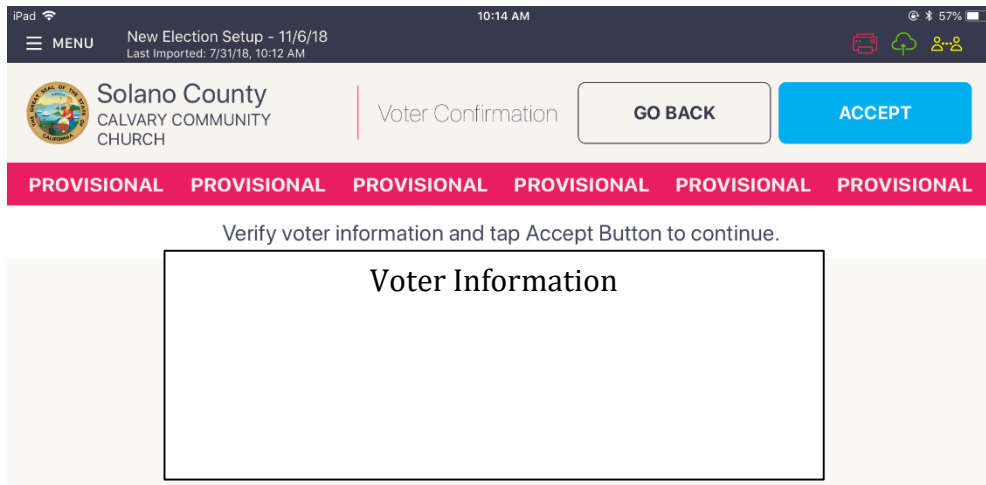 iPad 10:14 AM 57%
MENU New Election Setup - 11/6/18
Last Imported: 7/31/18, 10:12 AM
Solano County
CALVARY COMMUNITY
CHURCH
Voter Confirmation
GO BACK
ACCEPT
PROVISIONAL PROVISIONAL PROVISIONAL PROVISIONAL PROVISIONAL PROVISIONAL
Verify voter information and tap Accept Button to continue.
Voter Information